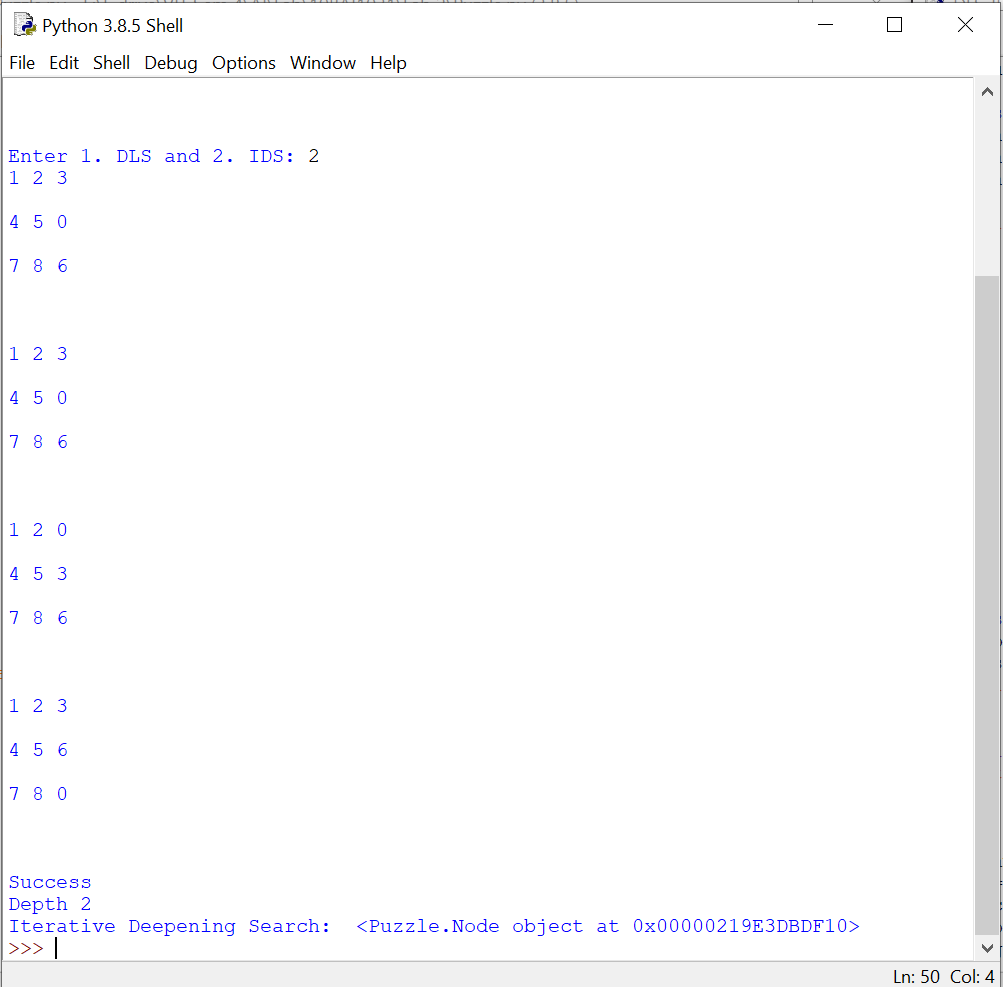 Python 3.8.5 Shell
File Edit Shell Debug Options Window Help
Enter 1. DLS and 2. IDS: 2
1 2 3
4 5 0
7 8 6
1 2 3
4 5 0
7 8 6
1 2 0
4 5 3
7 8 6
1 2 3
4 5 6
7 8 0
Success
Depth 2
Iterative Deepening Search:  <Puzzle.Node object at 0x00000219E3DBDF10>
>>>
Ln: 50 Col: 4